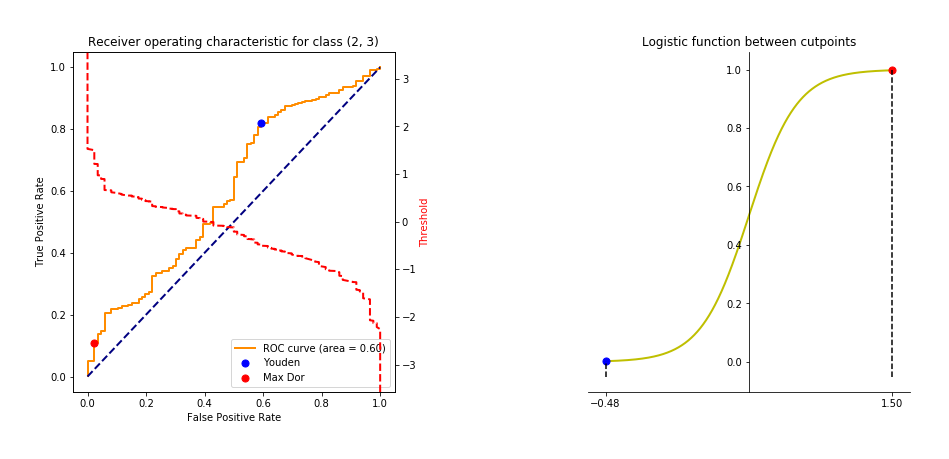 Receiver operating characteristic for class (2, 3)
1.0
0.8
0.6
0.4
0.2
0.0
True Positive Rate
3
2
1
0
−1
−2
−3
Threshold
ROC curve (area = 0.60)
Youden
Max Dor
0.0 0.2 0.4 0.6 0.8 1.0
False Positive Rate
Logistic function between cutpoints
1.0
0.8
0.6
0.4
0.2
0.0
−0.48 1.50